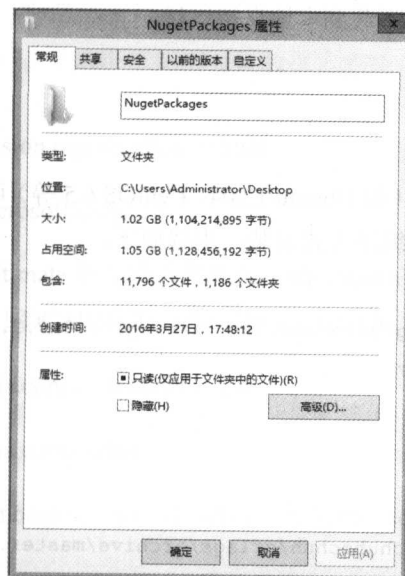 NugetPackages 属性
x
常规 共享 安全 以前的版本 自定义
NugetPackages
类型: 文件夹
位置: C:\Users\Administrator\Desktop
大小: 1.02 GB (1,104,214,895 字节)
占用空间: 1.05 GB (1,128,456,192 字节)
包含: 11,796 个文件，1,186 个文件夹
创建时间: 2016年3月27日，17:48:12
属性: 只读(仅应用于文件夹中的文件)(R)
隐藏(H) 高级(D)...
确定 取消 应用(A)